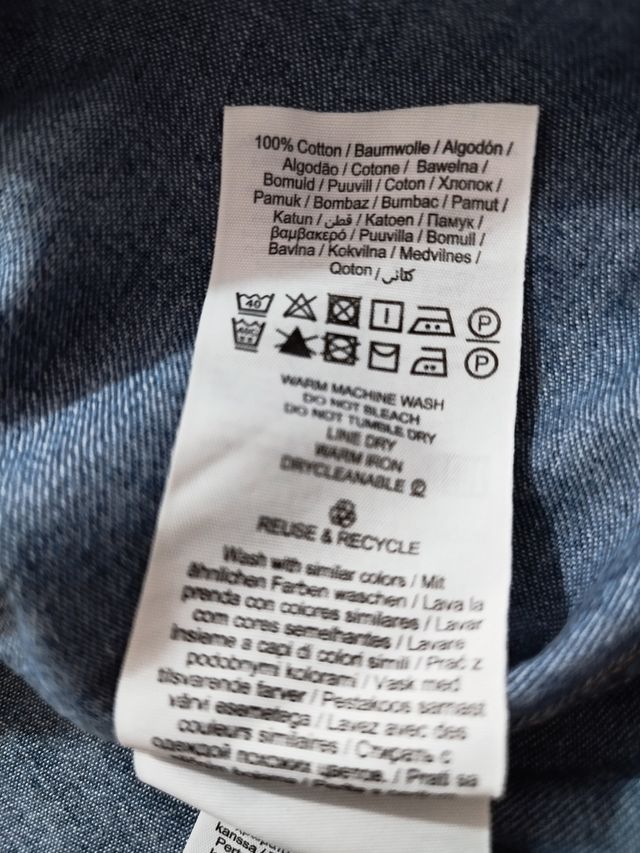 100% Cotton / Baumwolle / Algodón /
Algodão / Cotone / Bawełna /
Bomuld / Puuvill / Coton / Хлопок /
Pamuk / Bombaz / Bumbac / Pamut /
Katun / قطن / Katoen / Памук /
βαμβακερό / Puuvilla / Bomull /
Bavlna / Kokvilna / Medvilnes /
Qoton / كتاني
40 P
P
WARM MACHINE WASH
DO NOT BLEACH
DO NOT TUMBLE DRY
LINE DRY
WARM IRON
DRYCLEANABLE
REUSE & RECYCLE
Wash with similar colors / Mit
ähnlichen Farben waschen / Lava la
prenda con colores similares / Lavar
com cores semelhantes / Lavare
insieme a capi di colori simili / Prać z
podobnymi kolorami / Vask med
tilsvarende farver / Pestakoos samast
värvi esemetega / Lavez avec des
couleurs similaires / Стирать с
одеждой похожих цветов. / Prati sa
kanssa /